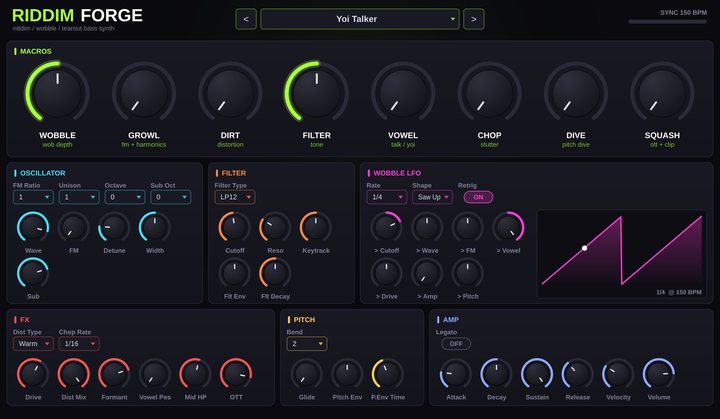 RIDDIM FORGE
riddim / wobble / tearout bass synth
< Yoi Talker >
SYNC 150 BPM
MACROS
WOBBLE GROWL DIRT FILTER VOWEL CHOP DIVE SQUASH
wob depth fm + harmonics distortion tone talk / yoi stutter pitch dive ott + clip
OSCILLATOR
FM Ratio Unison Octave Sub Oct
1 1 0 0
Wave FM Detune Width
Sub
FILTER
Filter Type
LP12
Cutoff Reso Keytrack
Flt Env Flt Decay
WOBBLE LFO
Rate Shape Retrig
1/4 Saw Up ON
> Cutoff > Wave > FM > Vowel
> Drive > Amp > Pitch
1/4 @ 150 BPM
FX
Dist Type Chop Rate
Warm 1/16
Drive Dist Mix Formant Vowel Pos Mid HP OTT
PITCH
Bend
2
Glide Pitch Env P.Env Time
AMP
Legato
OFF
Attack Decay Sustain Release Velocity Volume